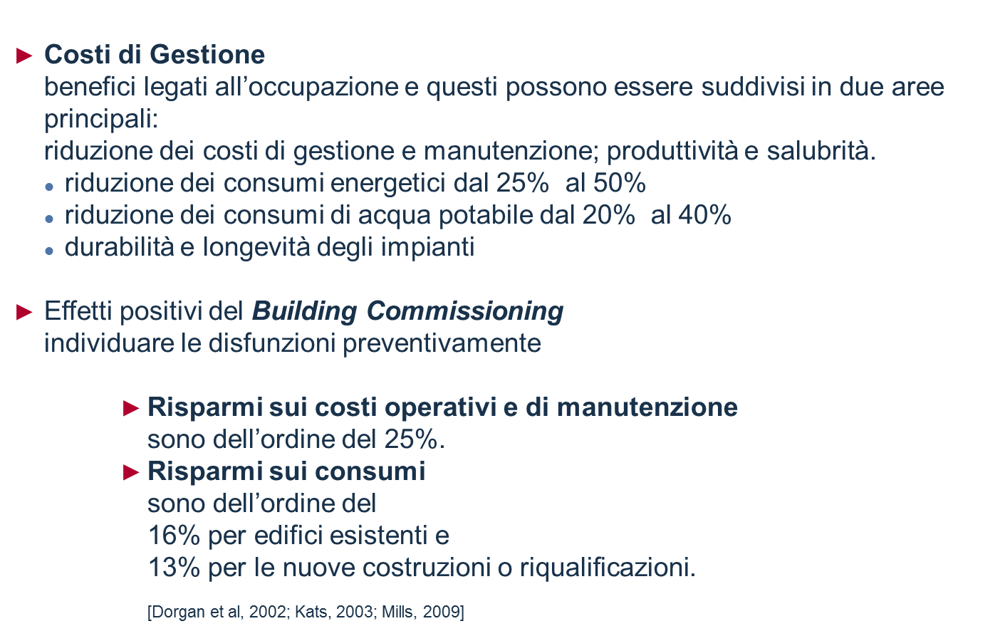 ► Costi di Gestione
benefici legati all’occupazione e questi possono essere suddivisi in due aree
principali:
riduzione dei costi di gestione e manutenzione; produttività e salubrità.
● riduzione dei consumi energetici dal 25%  al 50%
● riduzione dei consumi di acqua potabile dal 20%  al 40%
● durabilità e longevità degli impianti
► Effetti positivi del Building Commissioning
individuare le disfunzioni preventivamente
► Risparmi sui costi operativi e di manutenzione
sono dell’ordine del 25%.
► Risparmi sui consumi
sono dell’ordine del
16% per edifici esistenti e
13% per le nuove costruzioni o riqualificazioni.
[Dorgan et al, 2002; Kats, 2003; Mills, 2009]